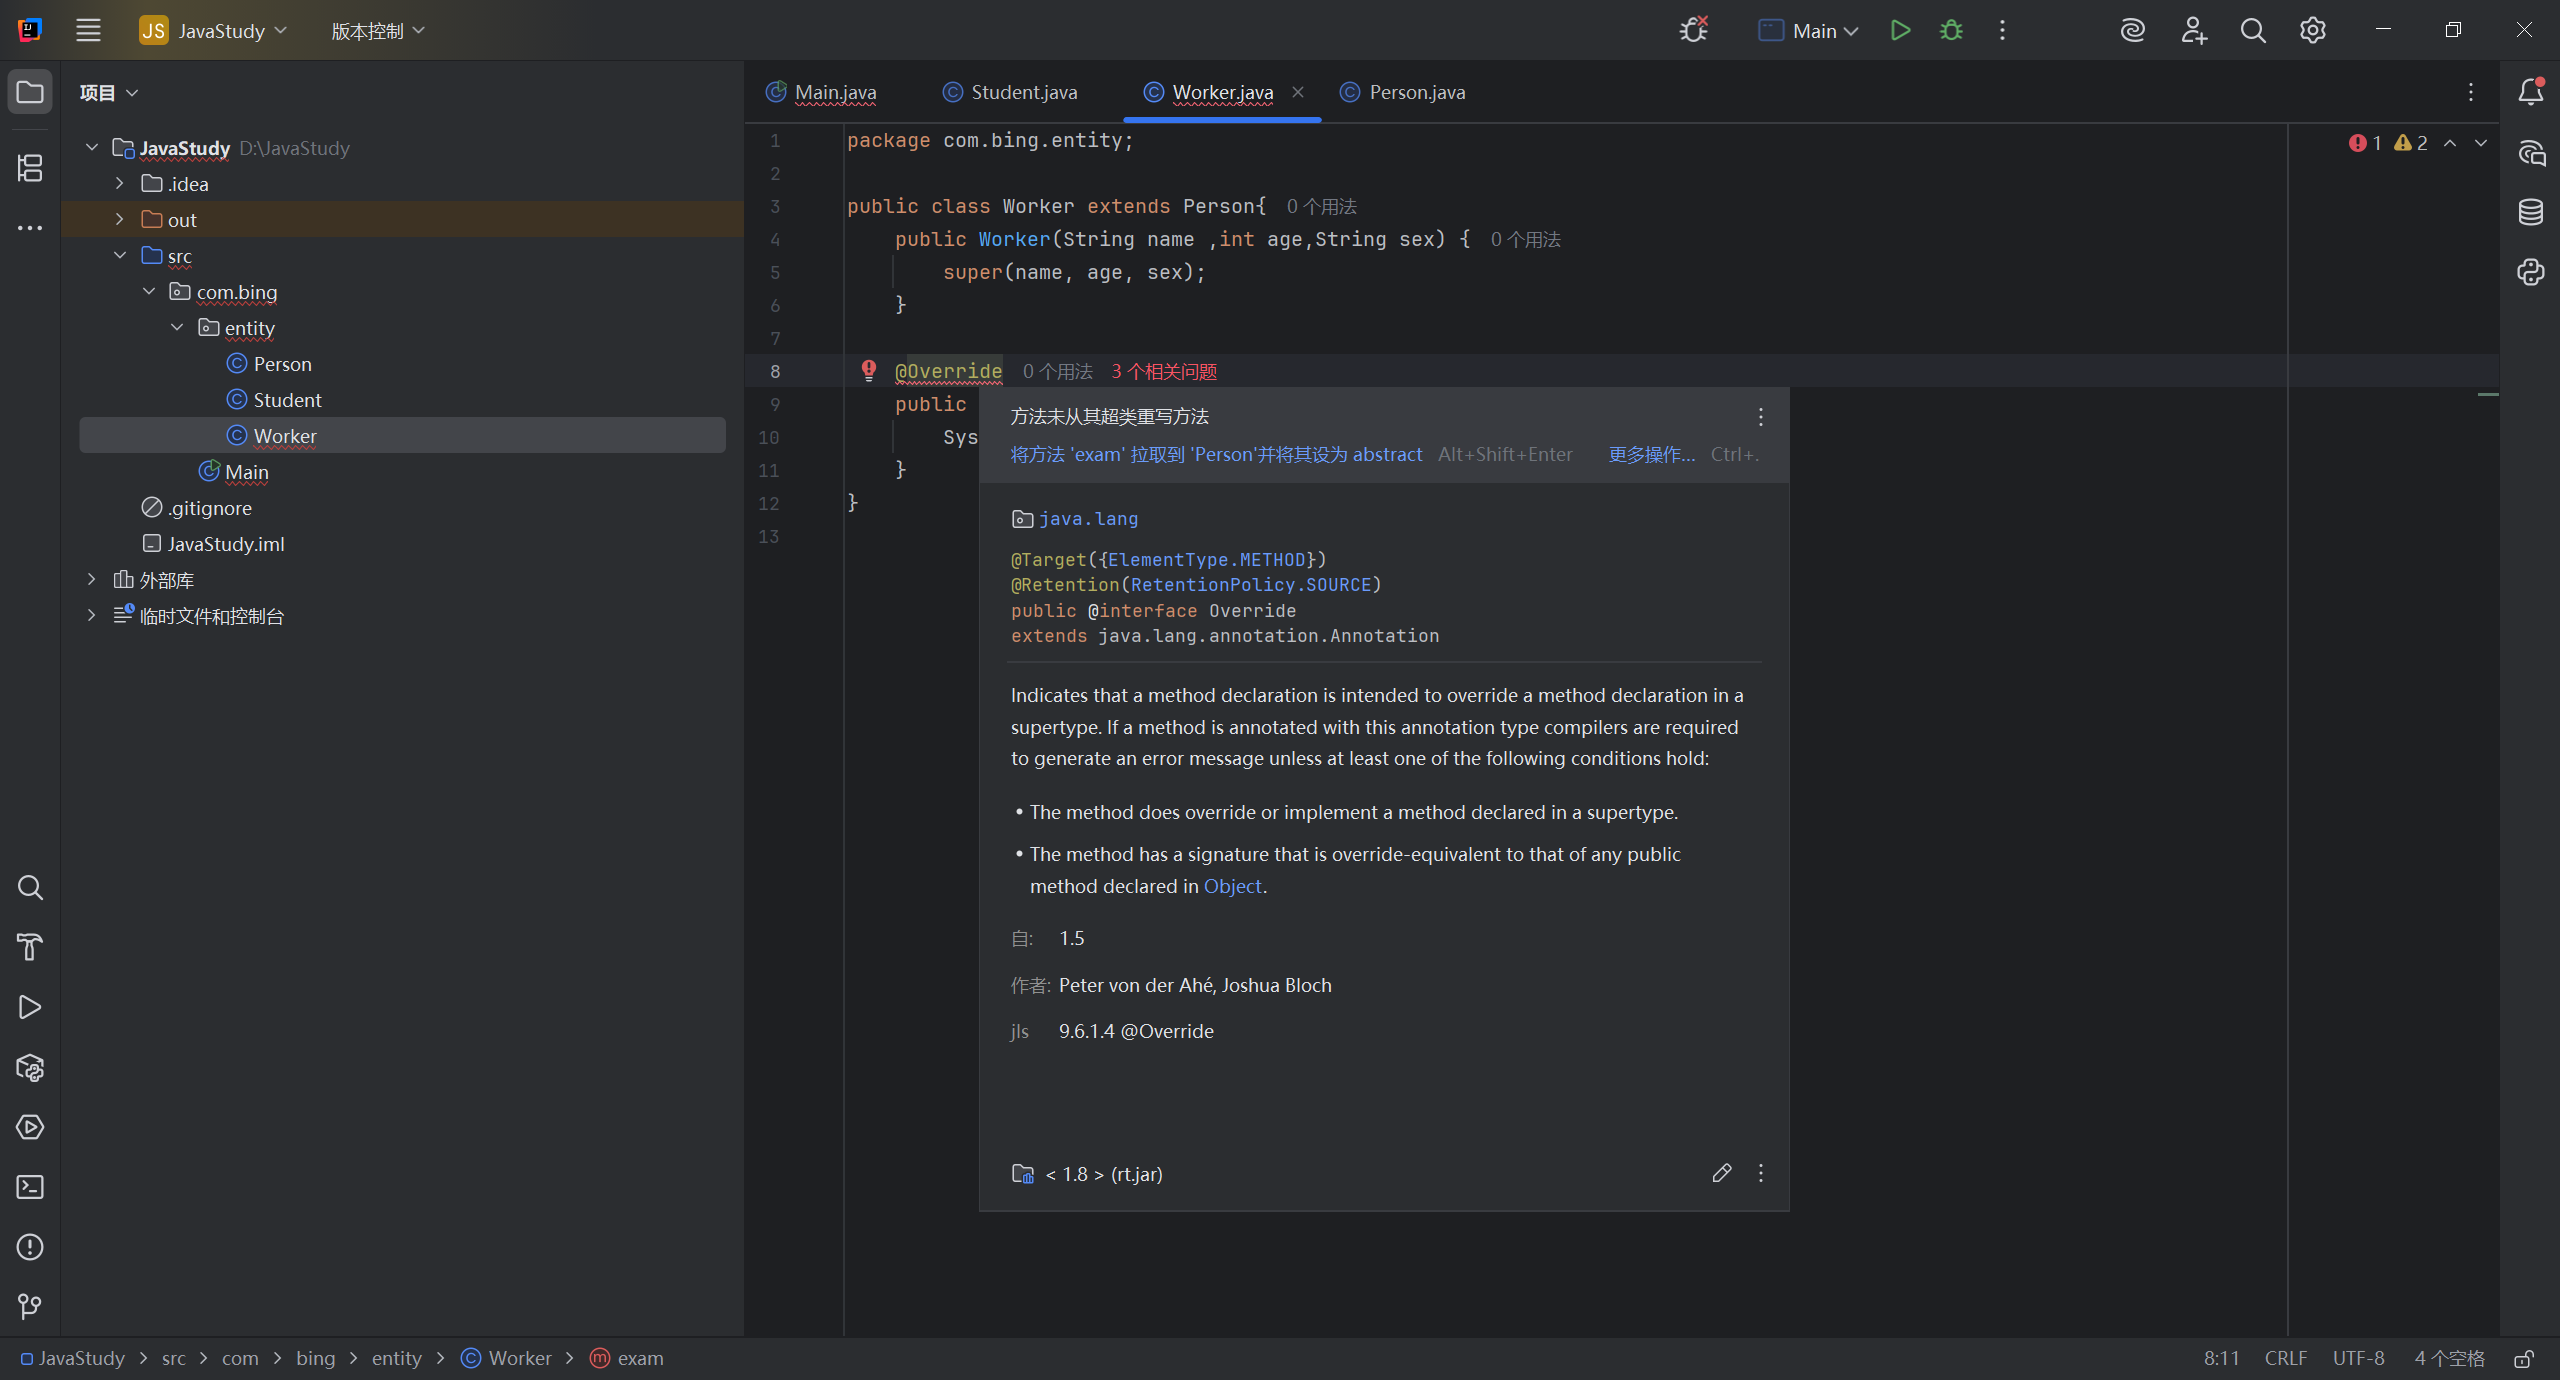 JS JavaStudy 版本控制 Main
项目
Main.java Student.java Worker.java Person.java
JavaStudy D:\JavaStudy
.idea
out
src
com.bing
entity
Person
Student
Worker
Main
.gitignore
JavaStudy.iml
外部库
临时文件和控制台
1 package com.bing.entity;
2
3 public class Worker extends Person{ 0 个用法
4 public Worker(String name ,int age,String sex) { 0 个用法
5 super(name, age, sex);
6 }
7
8 @Override 0 个用法 3 个相关问题
9 public
10 Sys
11 }
12 }
13
1 2
方法未从其超类重写方法
将方法 'exam' 拉取到 'Person'并将其设为 abstract Alt+Shift+Enter 更多操作... Ctrl+.
java.lang
@Target({ElementType.METHOD})
@Retention(RetentionPolicy.SOURCE)
public @interface Override
extends java.lang.annotation.Annotation
Indicates that a method declaration is intended to override a method declaration in a
supertype. If a method is annotated with this annotation type compilers are required
to generate an error message unless at least one of the following conditions hold:
• The method does override or implement a method declared in a supertype.
• The method has a signature that is override-equivalent to that of any public
method declared in Object.
自: 1.5
作者: Peter von der Ahé, Joshua Bloch
jls 9.6.1.4 @Override
< 1.8 > (rt.jar)
JavaStudy > src > com > bing > entity > Worker > exam 8:11 CRLF UTF-8 4 个空格